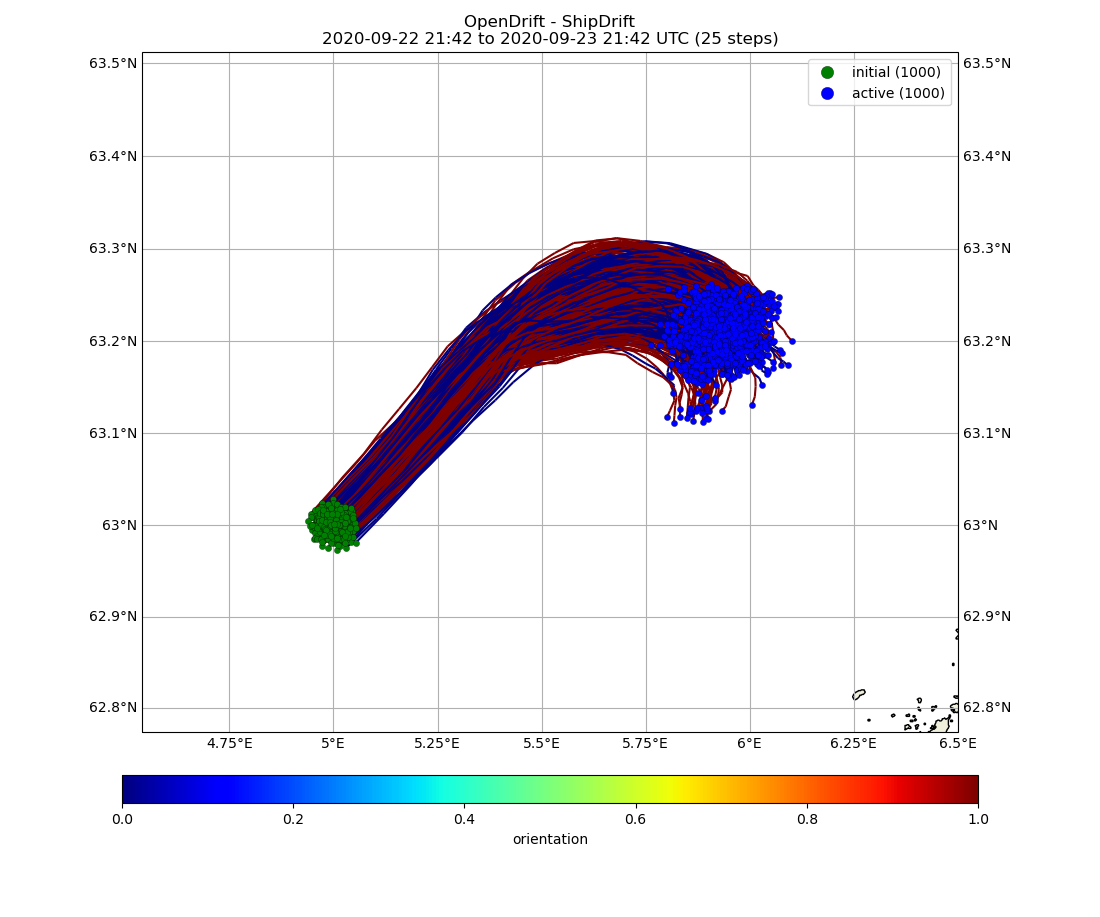 OpenDrift - ShipDrift
2020-09-22 21:42 to 2020-09-23 21:42 UTC (25 steps)
initial (1000)
active (1000)
63.5°N 63.5°N
63.4°N 63.4°N
63.3°N 63.3°N
63.2°N 63.2°N
63.1°N 63.1°N
63°N 63°N
62.9°N 62.9°N
62.8°N 62.8°N
4.75°E 5°E 5.25°E 5.5°E 5.75°E 6°E 6.25°E 6.5°E
0.0 0.2 0.4 0.6 0.8 1.0
orientation